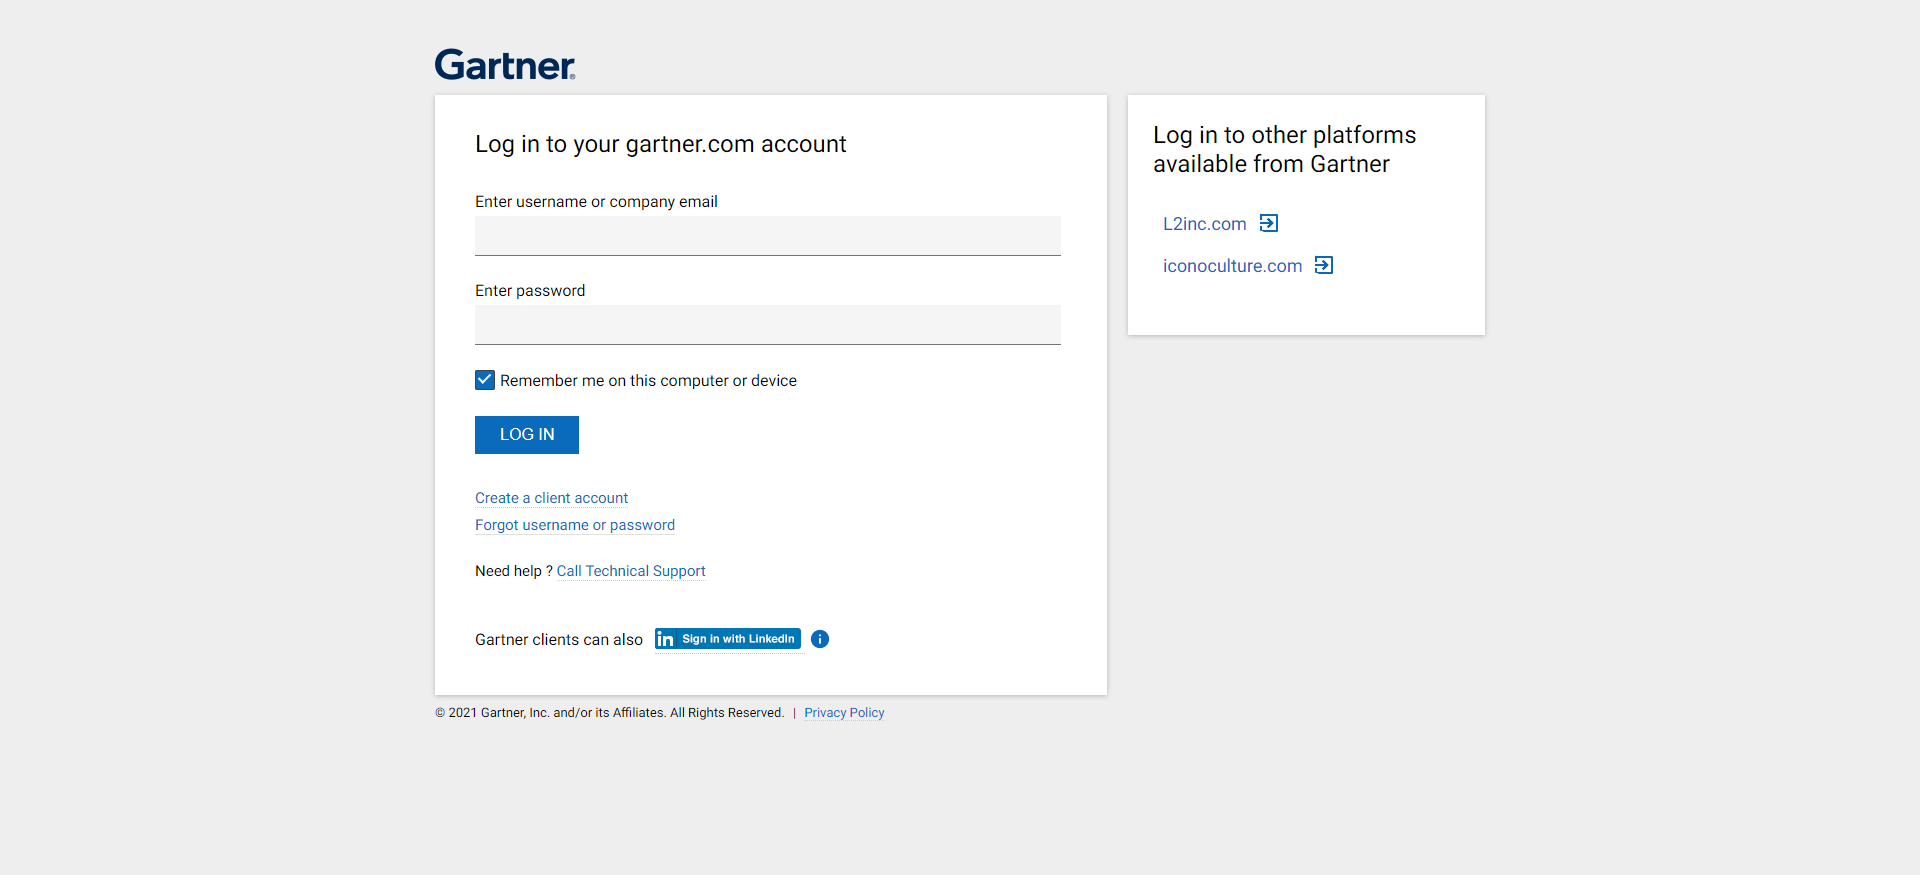 Gartner®
Log in to your gartner.com account
Enter username or company email
Enter password
Remember me on this computer or device
LOG IN
Create a client account
Forgot username or password
Need help ? Call Technical Support
Gartner clients can also in Sign in with LinkedIn i
© 2021 Gartner, Inc. and/or its Affiliates. All Rights Reserved. | Privacy Policy
Log in to other platforms
available from Gartner
L2inc.com
iconoculture.com